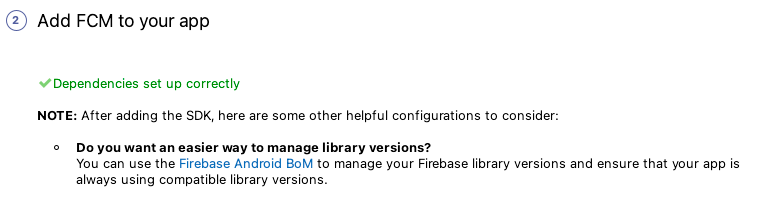 2 Add FCM to your app
Dependencies set up correctly
NOTE: After adding the SDK, here are some other helpful configurations to consider:
Do you want an easier way to manage library versions?
You can use the Firebase Android BoM to manage your Firebase library versions and ensure that your app is
always using compatible library versions.